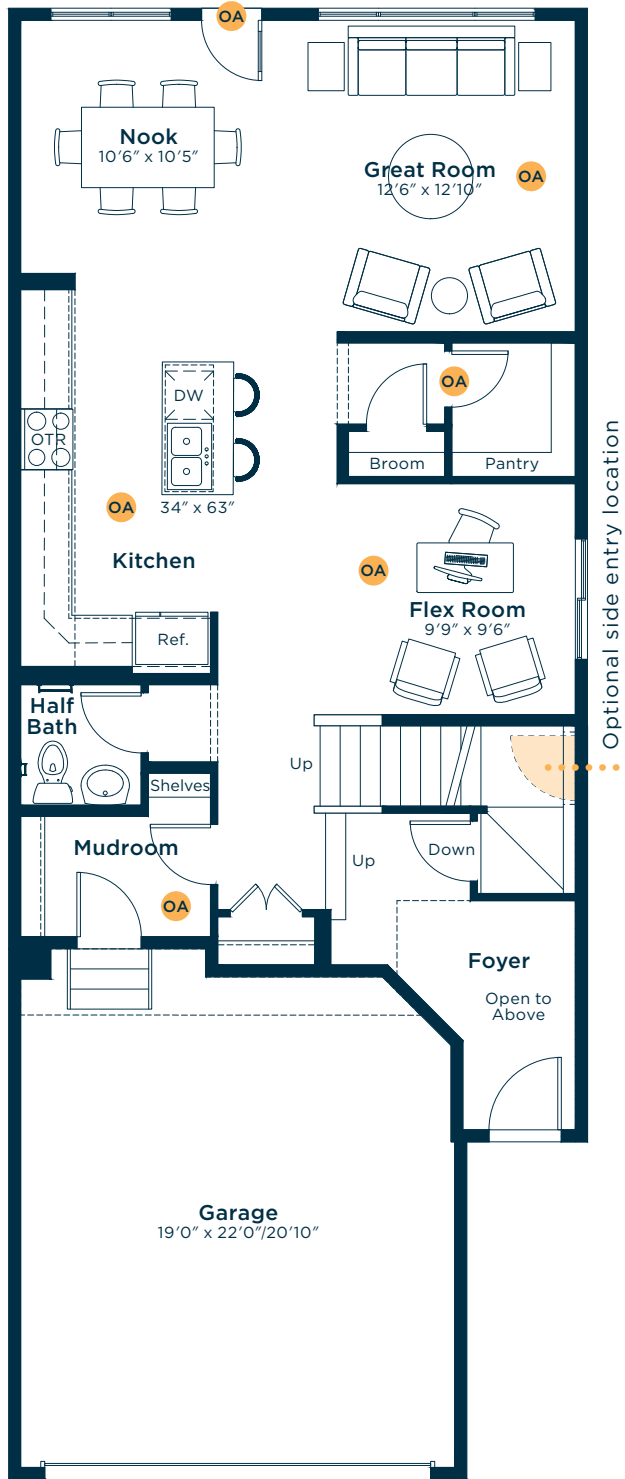 OA
Nook
10′6″ x 10′5″
Great Room
12′6″ x 12′10″
OA
OA
DW
OTR
Broom
Pantry
OA
34″ x 63″
Kitchen
OA
Flex Room
9′9″ x 9′6″
Optional side entry location
Ref.
Half
Bath
Up
Shelves
Mudroom
Up
Down
OA
Foyer
Open to
Above
Garage
19′0″ x 22′0″/20′10″